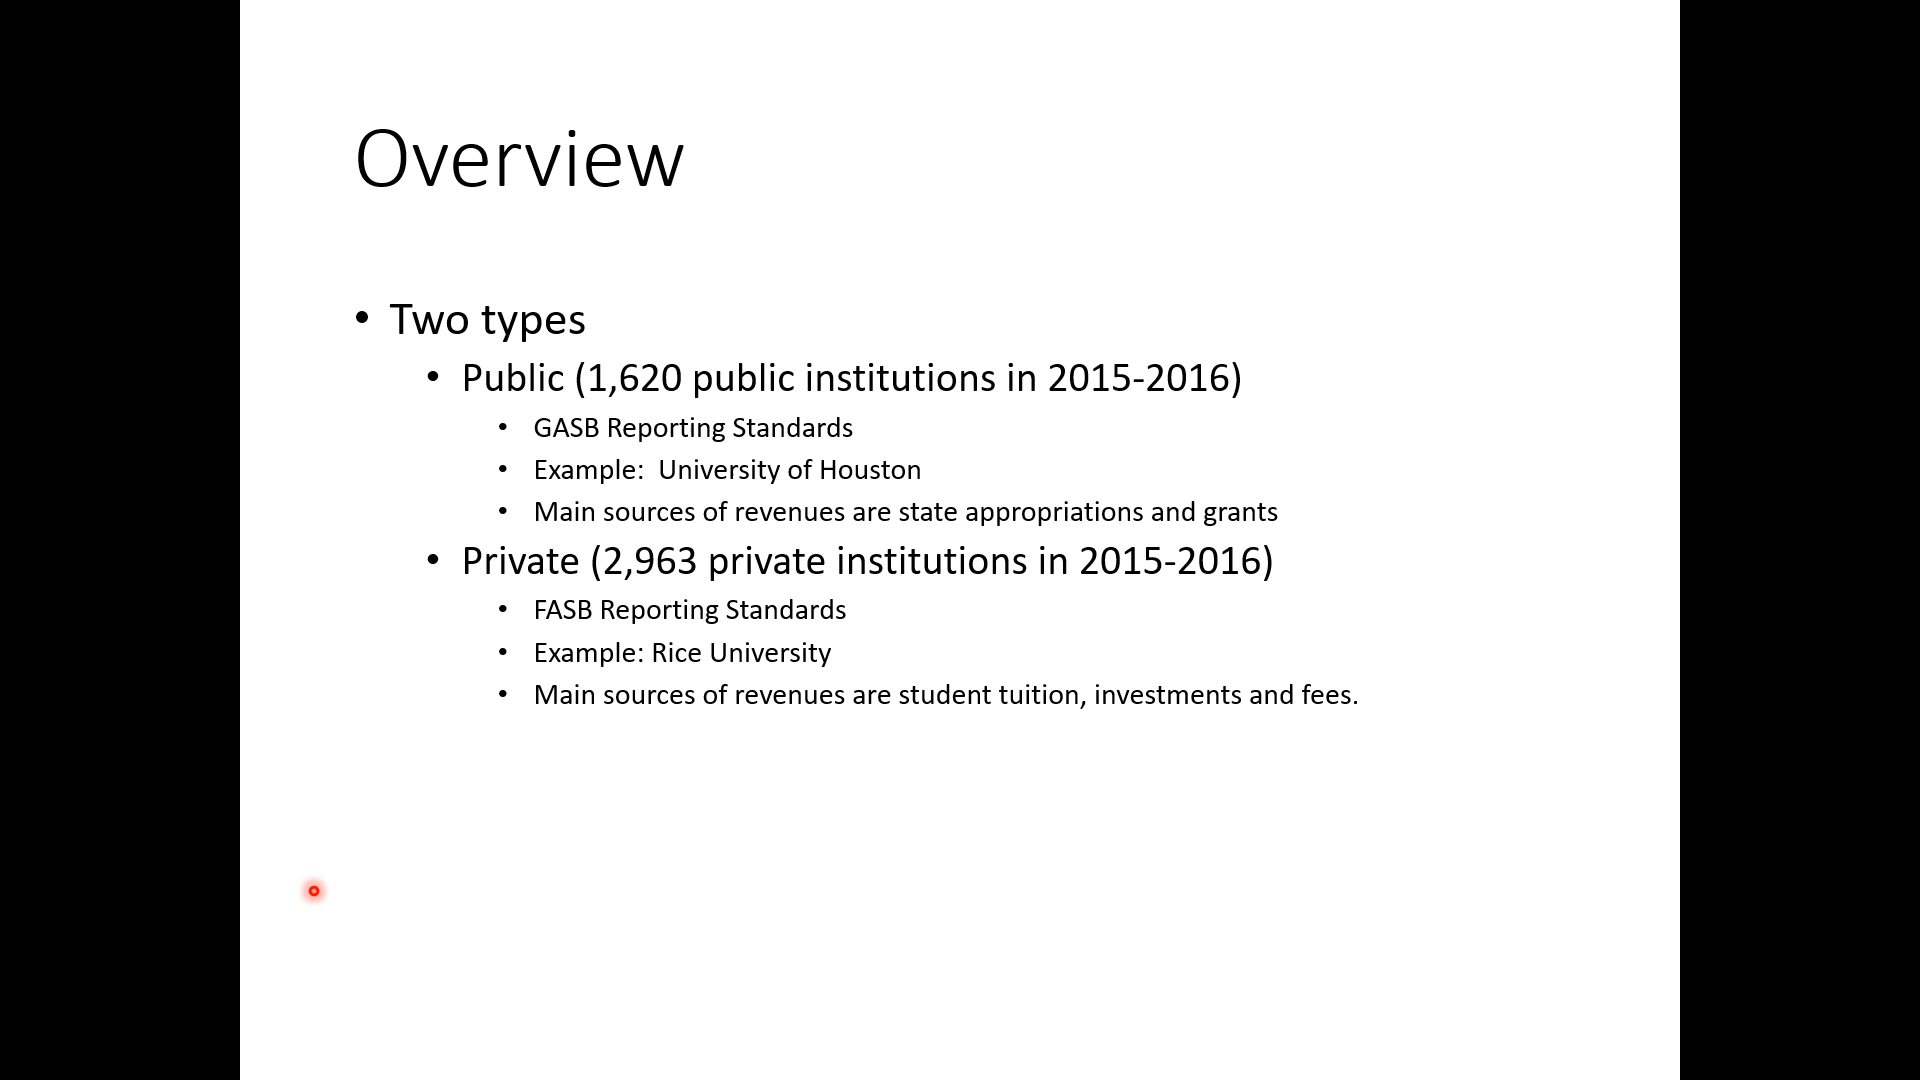 Overview
• Two types
• Public (1,620 public institutions in 2015-2016)
• GASB Reporting Standards
• Example:  University of Houston
• Main sources of revenues are state appropriations and grants
• Private (2,963 private institutions in 2015-2016)
• FASB Reporting Standards
• Example: Rice University
• Main sources of revenues are student tuition, investments and fees.